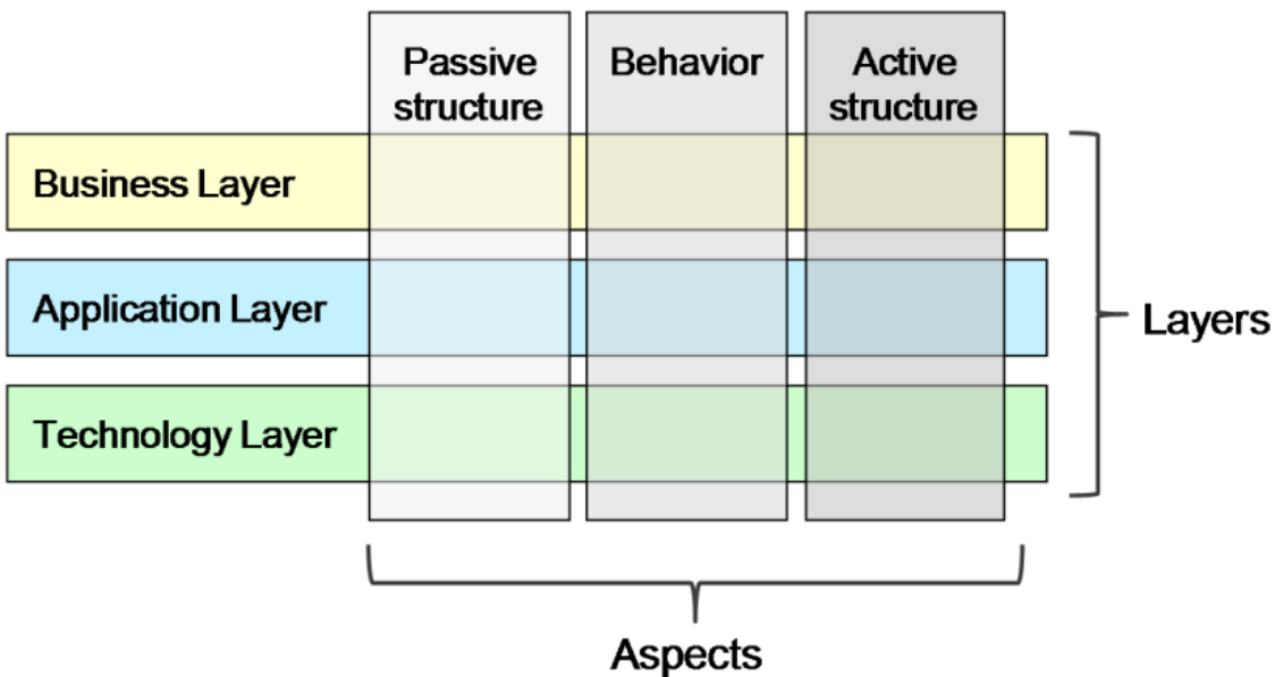 Passive
structure
Behavior
Active
structure
Business Layer
Application Layer
Technology Layer
Layers
Aspects